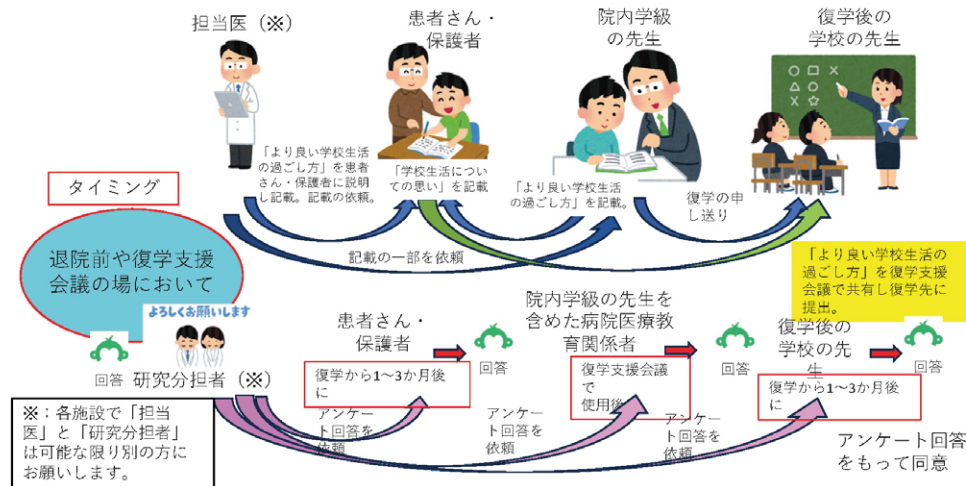 担当医（※）
患者さん・
保護者
院内学級
の先生
復学後の
学校の先生
「より良い学校生活
の過ごし方」を患者
さん・保護者に説明
し記載。記載の依頼。
「学校生活につい
ての思い」を記載
「より良い学校生活
の過ごし方」を記載。
復学の申
し送り
タイミング
退院前や復学支援
会議の場において
記載の一部を依頼
「より良い学校生活の
過ごし方」を復学支援
会議で共有し復学先に
提出。
よろしくお願いします
回答
研究分担者（※）
患者さん・
保護者
回答
復学から1～3か月後
に
院内学級の先生を
含めた病院医療教
育関係者
回答
復学支援会議
で
使用後
復学後の
学校の先
生
回答
復学から1～3か月後
に
アンケー
ト回答を
依頼
アンケー
ト回答を
依頼
アンケー
ト回答を
依頼
アンケート回答
をもって同意
※：各施設で「担当
医」と「研究分担者」
は可能な限り別の方に
お願いします。